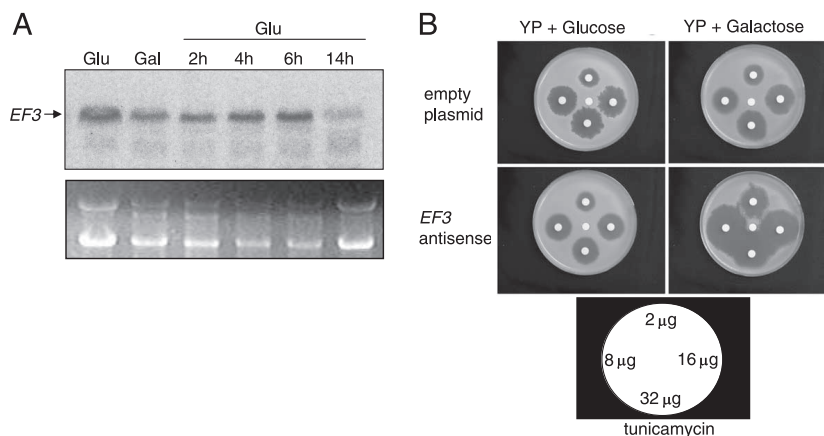 A
Glu
Glu Gal 2h 4h 6h 14h
EF3
B
YP + Glucose YP + Galactose
empty
plasmid
EF3
antisense
2 μg
8 μg 16 μg
32 μg
tunicamycin